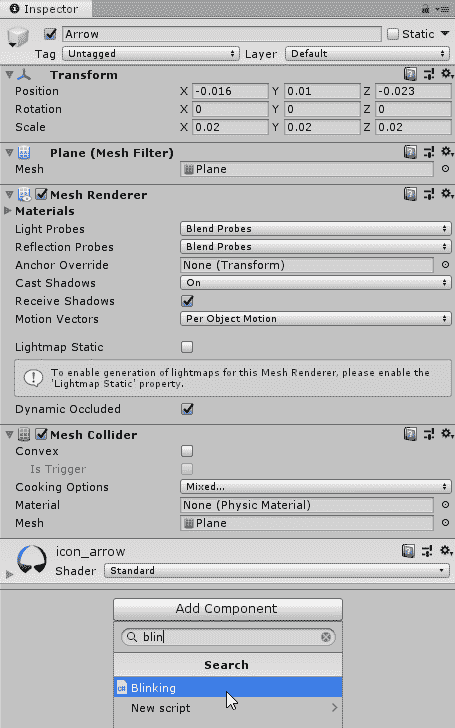 Inspector
Arrow Static
Tag Untagged Layer Default
Transform
Position X -0.016 Y 0.01 Z -0.023
Rotation X 0 Y 0 Z 0
Scale X 0.02 Y 0.02 Z 0.02
Plane (Mesh Filter)
Mesh Plane
Mesh Renderer
Materials
Light Probes Blend Probes
Reflection Probes Blend Probes
Anchor Override None (Transform)
Cast Shadows On
Receive Shadows
Motion Vectors Per Object Motion
Lightmap Static
To enable generation of lightmaps for this Mesh Renderer, please enable the
'Lightmap Static' property.
Dynamic Occluded
Mesh Collider
Convex
Is Trigger
Cooking Options Mixed...
Material None (Physic Material)
Mesh Plane
icon_arrow
Shader Standard
Add Component
blin
Search
C# Blinking
New script